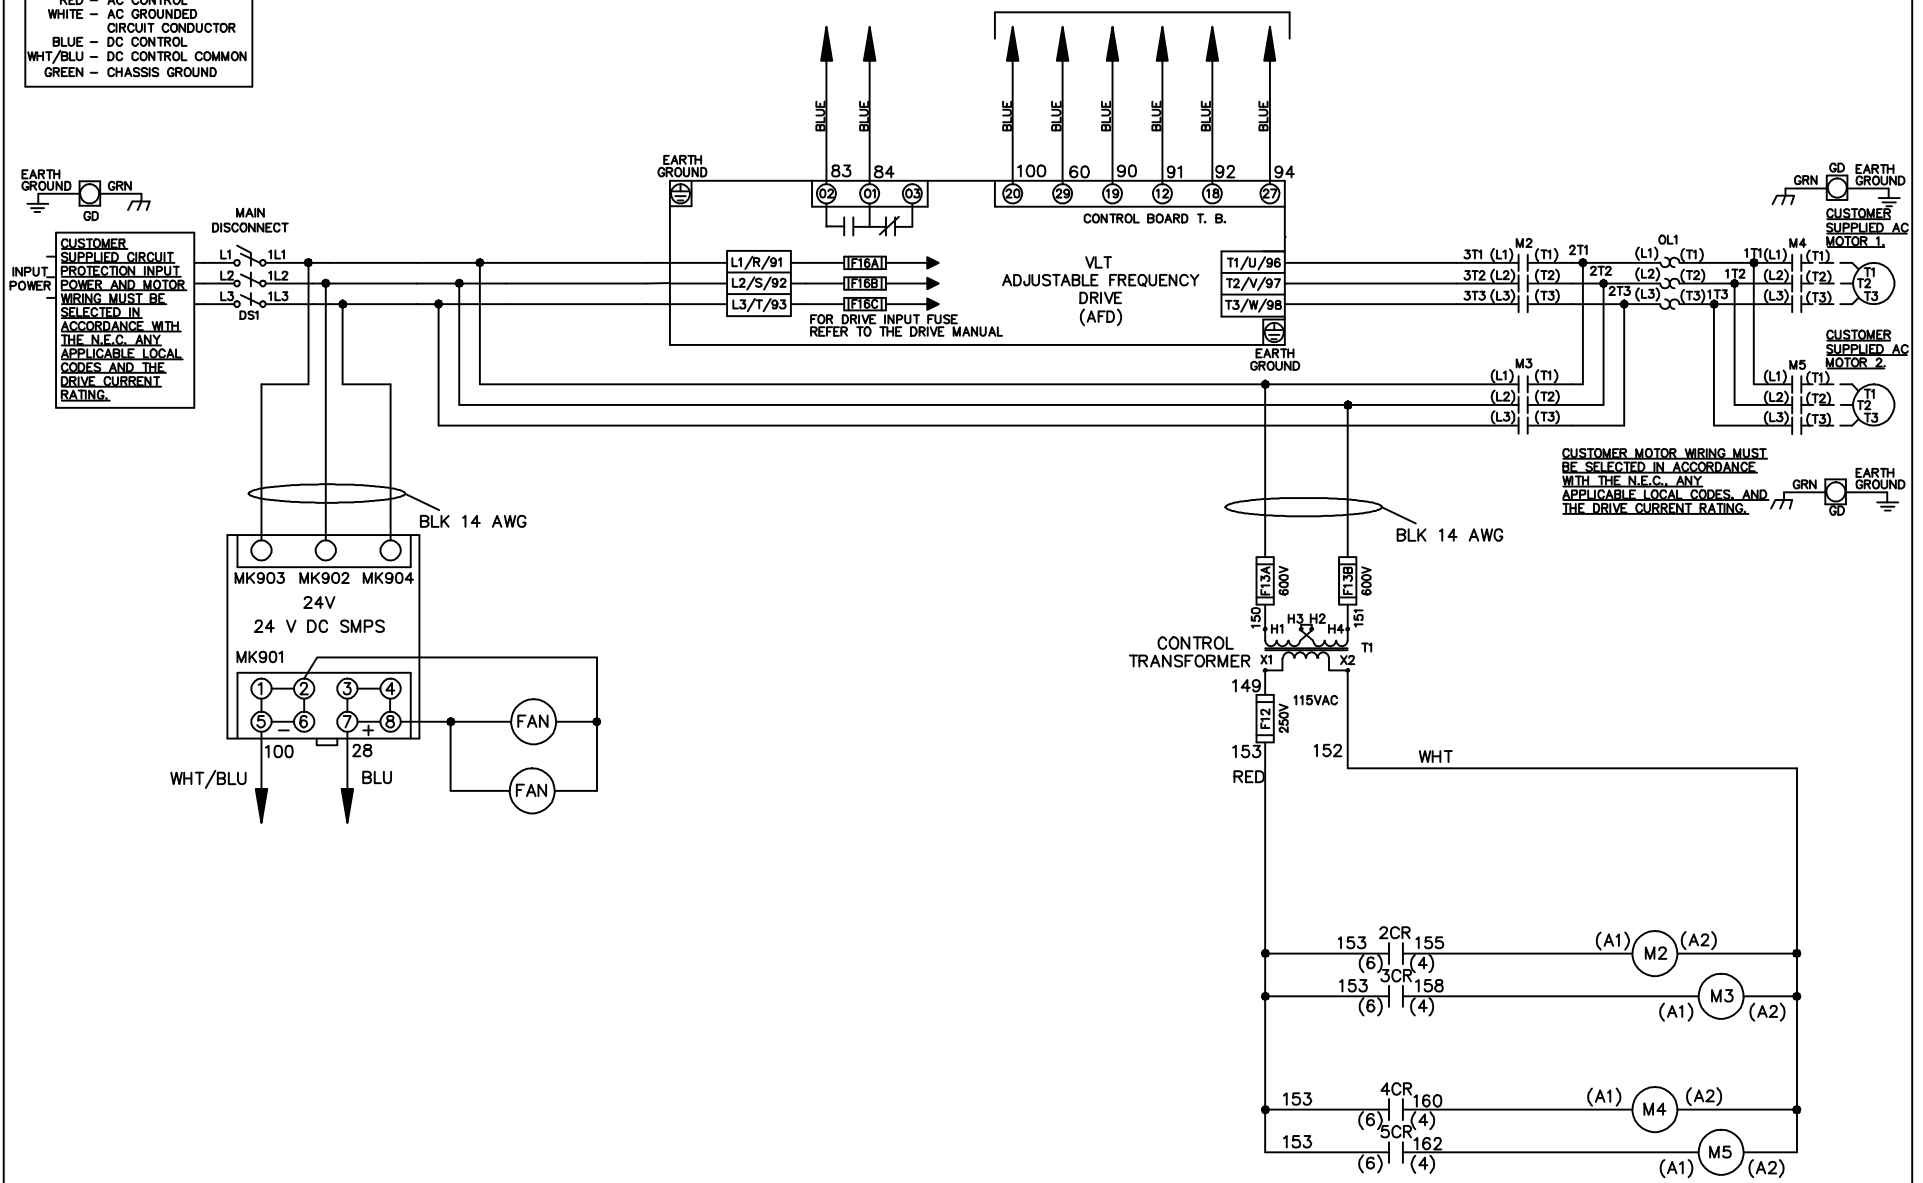 RED – AC CONTROL
WHITE – AC GROUNDED
CIRCUIT CONDUCTOR
BLUE – DC CONTROL
WHT/BLU – DC CONTROL COMMON
GREEN – CHASSIS GROUND
BLUE
BLUE
BLUE
BLUE
BLUE
BLUE
BLUE
BLUE
EARTH
GROUND
GRN
GD
MAIN
DISCONNECT
L1 1L1
L2 1L2
L3 1L3
DS1
INPUT
POWER
CUSTOMER
SUPPLIED CIRCUIT
PROTECTION INPUT
POWER AND MOTOR
WIRING MUST BE
SELECTED IN
ACCORDANCE WITH
THE N.E.C. ANY
APPLICABLE LOCAL
CODES AND THE
DRIVE CURRENT
RATING.
EARTH
GROUND
83 84
02 01 03
100 60 90 91 92 94
20 29 19 12 18 27
CONTROL BOARD T. B.
L1/R/91
L2/S/92
L3/T/93
F16A
F16B
F16C
FOR DRIVE INPUT FUSE
REFER TO THE DRIVE MANUAL
VLT
ADJUSTABLE FREQUENCY
DRIVE
(AFD)
T1/U/96
T2/V/97
T3/W/98
EARTH
GROUND
M2
3T1 (L1) (T1) 2T1
3T2 (L2) (T2) 2T2
3T3 (L3) (T3) 2T3
OL1
(L1) (T1) 1T1
(L2) (T2) 1T2
(L3) (T3) 1T3
M4
(L1) (T1)
(L2) (T2)
(L3) (T3)
T1
T2
T3
GRN
GD
EARTH
GROUND
CUSTOMER
SUPPLIED AC
MOTOR 1.
M3
(L1) (T1)
(L2) (T2)
(L3) (T3)
CUSTOMER
SUPPLIED AC
MOTOR 2.
M5
(L1) (T1)
(L2) (T2)
(L3) (T3)
T1
T2
T3
CUSTOMER MOTOR WIRING MUST
BE SELECTED IN ACCORDANCE
WITH THE N.E.C., ANY
APPLICABLE LOCAL CODES, AND
THE DRIVE CURRENT RATING.
GRN
GD
EARTH
GROUND
BLK 14 AWG
MK903 MK902 MK904
24V
24 V DC SMPS
MK901
1 2 3 4
5 6 7 8
– +
100 28
WHT/BLU BLU
FAN
FAN
BLK 14 AWG
F13A
600V
F13B
600V
150 151
H1 H3 H2 H4
T1
CONTROL
TRANSFORMER
X1 X2
149
115VAC
F12
250V
153 152
RED
WHT
2CR
153 155
(6) (4)
(A1) M2 (A2)
3CR
153 158
(6) (4)
(A1) M3 (A2)
4CR
153 160
(6) (4)
(A1) M4 (A2)
5CR
153 162
(6) (4)
(A1) M5 (A2)